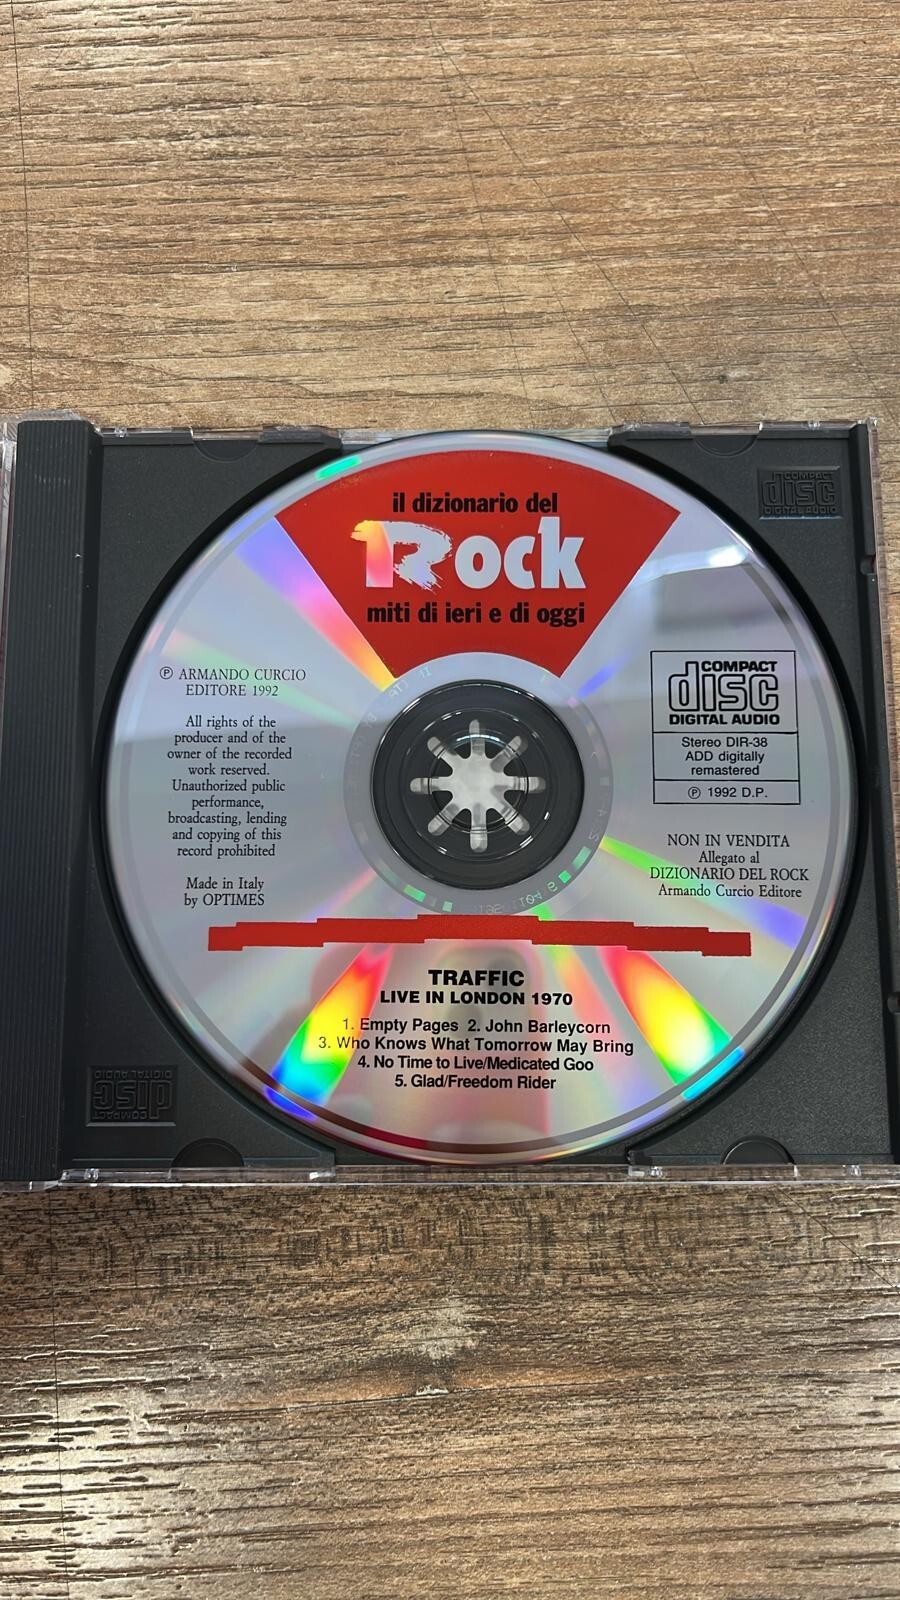 il dizionario del
Rock
miti di ieri e di oggi
℗ ARMANDO CURCIO
EDITORE 1992
All rights of the
producer and of the
owner of the recorded
work reserved.
Unauthorized public
performance,
broadcasting, lending
and copying of this
record prohibited
Made in Italy
by OPTIMES
COMPACT
disc
DIGITAL AUDIO
Stereo DIR-38
ADD digitally
remastered
℗ 1992 D.P.
NON IN VENDITA
Allegato al
DIZIONARIO DEL ROCK
Armando Curcio Editore
TRAFFIC
LIVE IN LONDON 1970
1. Empty Pages 2. John Barleycorn
3. Who Knows What Tomorrow May Bring
4. No Time to Live/Medicated Goo
5. Glad/Freedom Rider
COMPACT
disc
DIGITAL AUDIO
COMPACT
disc
DIGITAL AUDIO